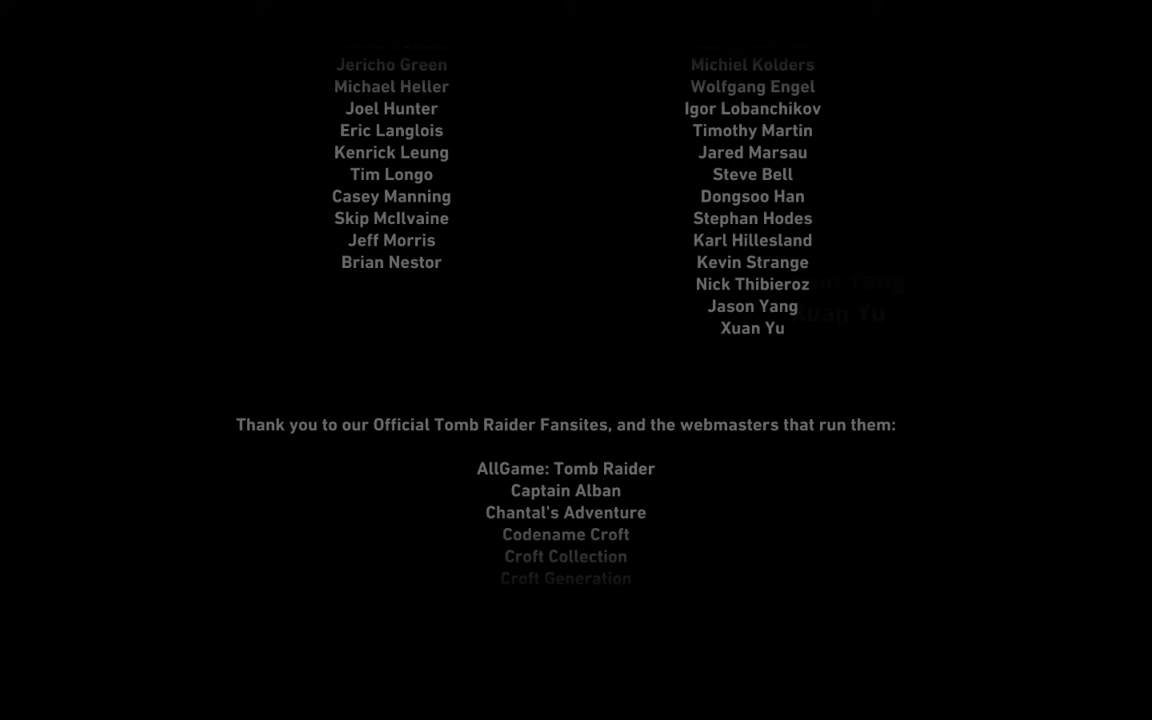 Jericho Green
Michael Heller
Joel Hunter
Eric Langlois
Kenrick Leung
Tim Longo
Casey Manning
Skip McIlvaine
Jeff Morris
Brian Nestor
Michiel Kolders
Wolfgang Engel
Igor Lobanchikov
Timothy Martin
Jared Marsau
Steve Bell
Dongsoo Han
Stephan Hodes
Karl Hillesland
Kevin Strange
Nick Thibieroz
Jason Yang
Xuan Yu
Yang
Xuan Yu
Thank you to our Official Tomb Raider Fansites, and the webmasters that run them:
AllGame: Tomb Raider
Captain Alban
Chantal's Adventure
Codename Croft
Croft Collection
Croft Generation